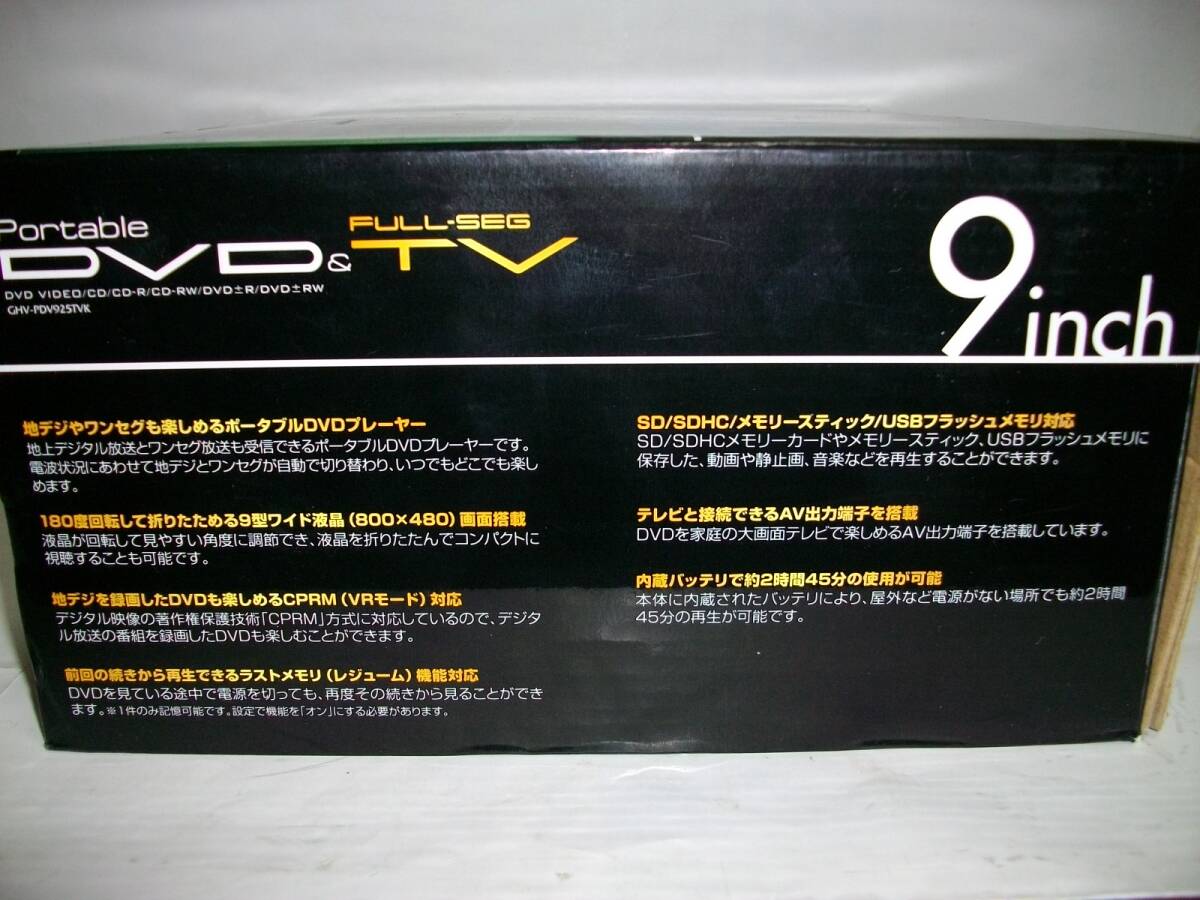 Portable
DVD & FULL-SEG TV
DVD VIDEO/CD/CD-R/CD-RW/DVD±R/DVD±RW
GHV-PDV925TVK
9inch
地デジやワンセグも楽しめるポータブルDVDプレーヤー
地上デジタル放送とワンセグ放送も受信できるポータブルDVDプレーヤーです。
電波状況にあわせて地デジとワンセグが自動で切り替わり、いつでもどこでも楽し
めます。
180度回転して折りたためる9型ワイド液晶(800×480)画面搭載
液晶が回転して見やすい角度に調節でき、液晶を折りたたんでコンパクトに
視聴することも可能です。
地デジを録画したDVDも楽しめるCPRM(VRモード)対応
デジタル映像の著作権保護技術「CPRM」方式に対応しているので、デジタ
ル放送の番組を録画したDVDも楽しむことができます。
前回の続きから再生できるラストメモリ(レジューム)機能対応
DVDを見ている途中で電源を切っても、再度その続きから見ることができ
ます。※1件のみ記憶可能です。設定で機能を「オン」にする必要があります。
SD/SDHC/メモリースティック/USBフラッシュメモリ対応
SD/SDHCメモリーカードやメモリースティック、USBフラッシュメモリに
保存した、動画や静止画、音楽などを再生することができます。
テレビと接続できるAV出力端子を搭載
DVDを家庭の大画面テレビで楽しめるAV出力端子を搭載しています。
内蔵バッテリで約2時間45分の使用が可能
本体に内蔵されたバッテリにより、屋外など電源がない場所でも約2時間
45分の再生が可能です。